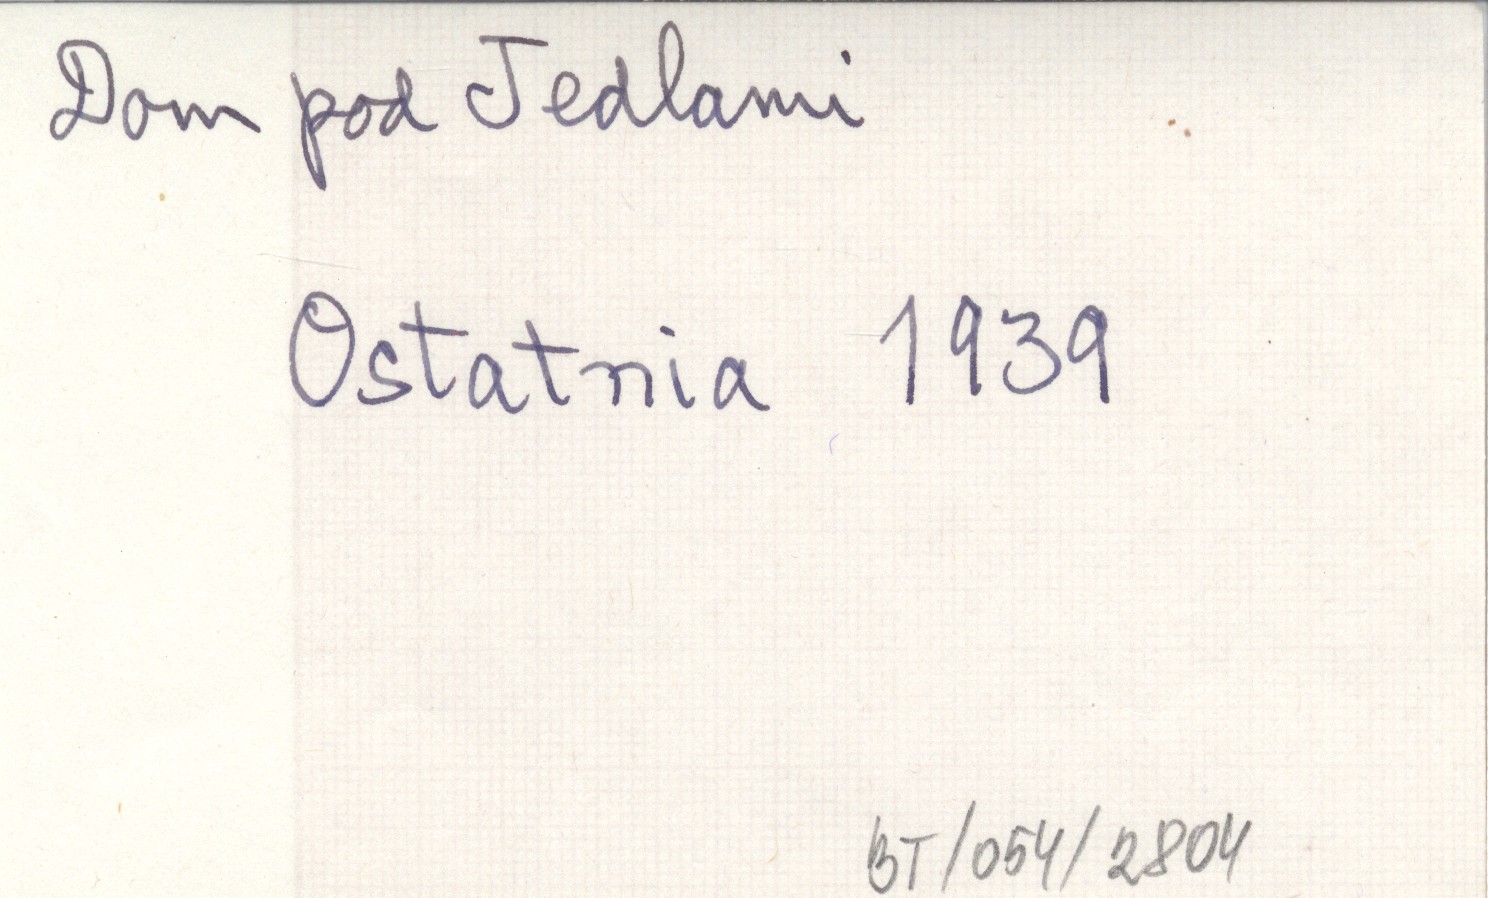 Dom pod Jedlami
Ostatnia 1939
BT/054/2804